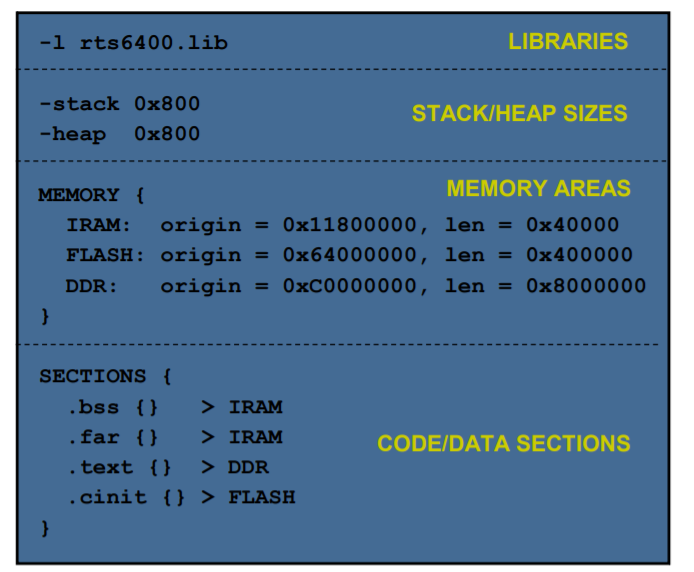 -l rts6400.lib LIBRARIES
-stack 0x800
STACK/HEAP SIZES
-heap 0x800
MEMORY { MEMORY AREAS
IRAM: origin = 0x11800000, len = 0x40000
FLASH: origin = 0x64000000, len = 0x400000
DDR: origin = 0xC0000000, len = 0x8000000
}
SECTIONS {
.bss {} > IRAM
.far {} > IRAM
CODE/DATA SECTIONS
.text {} > DDR
.cinit {} > FLASH
}